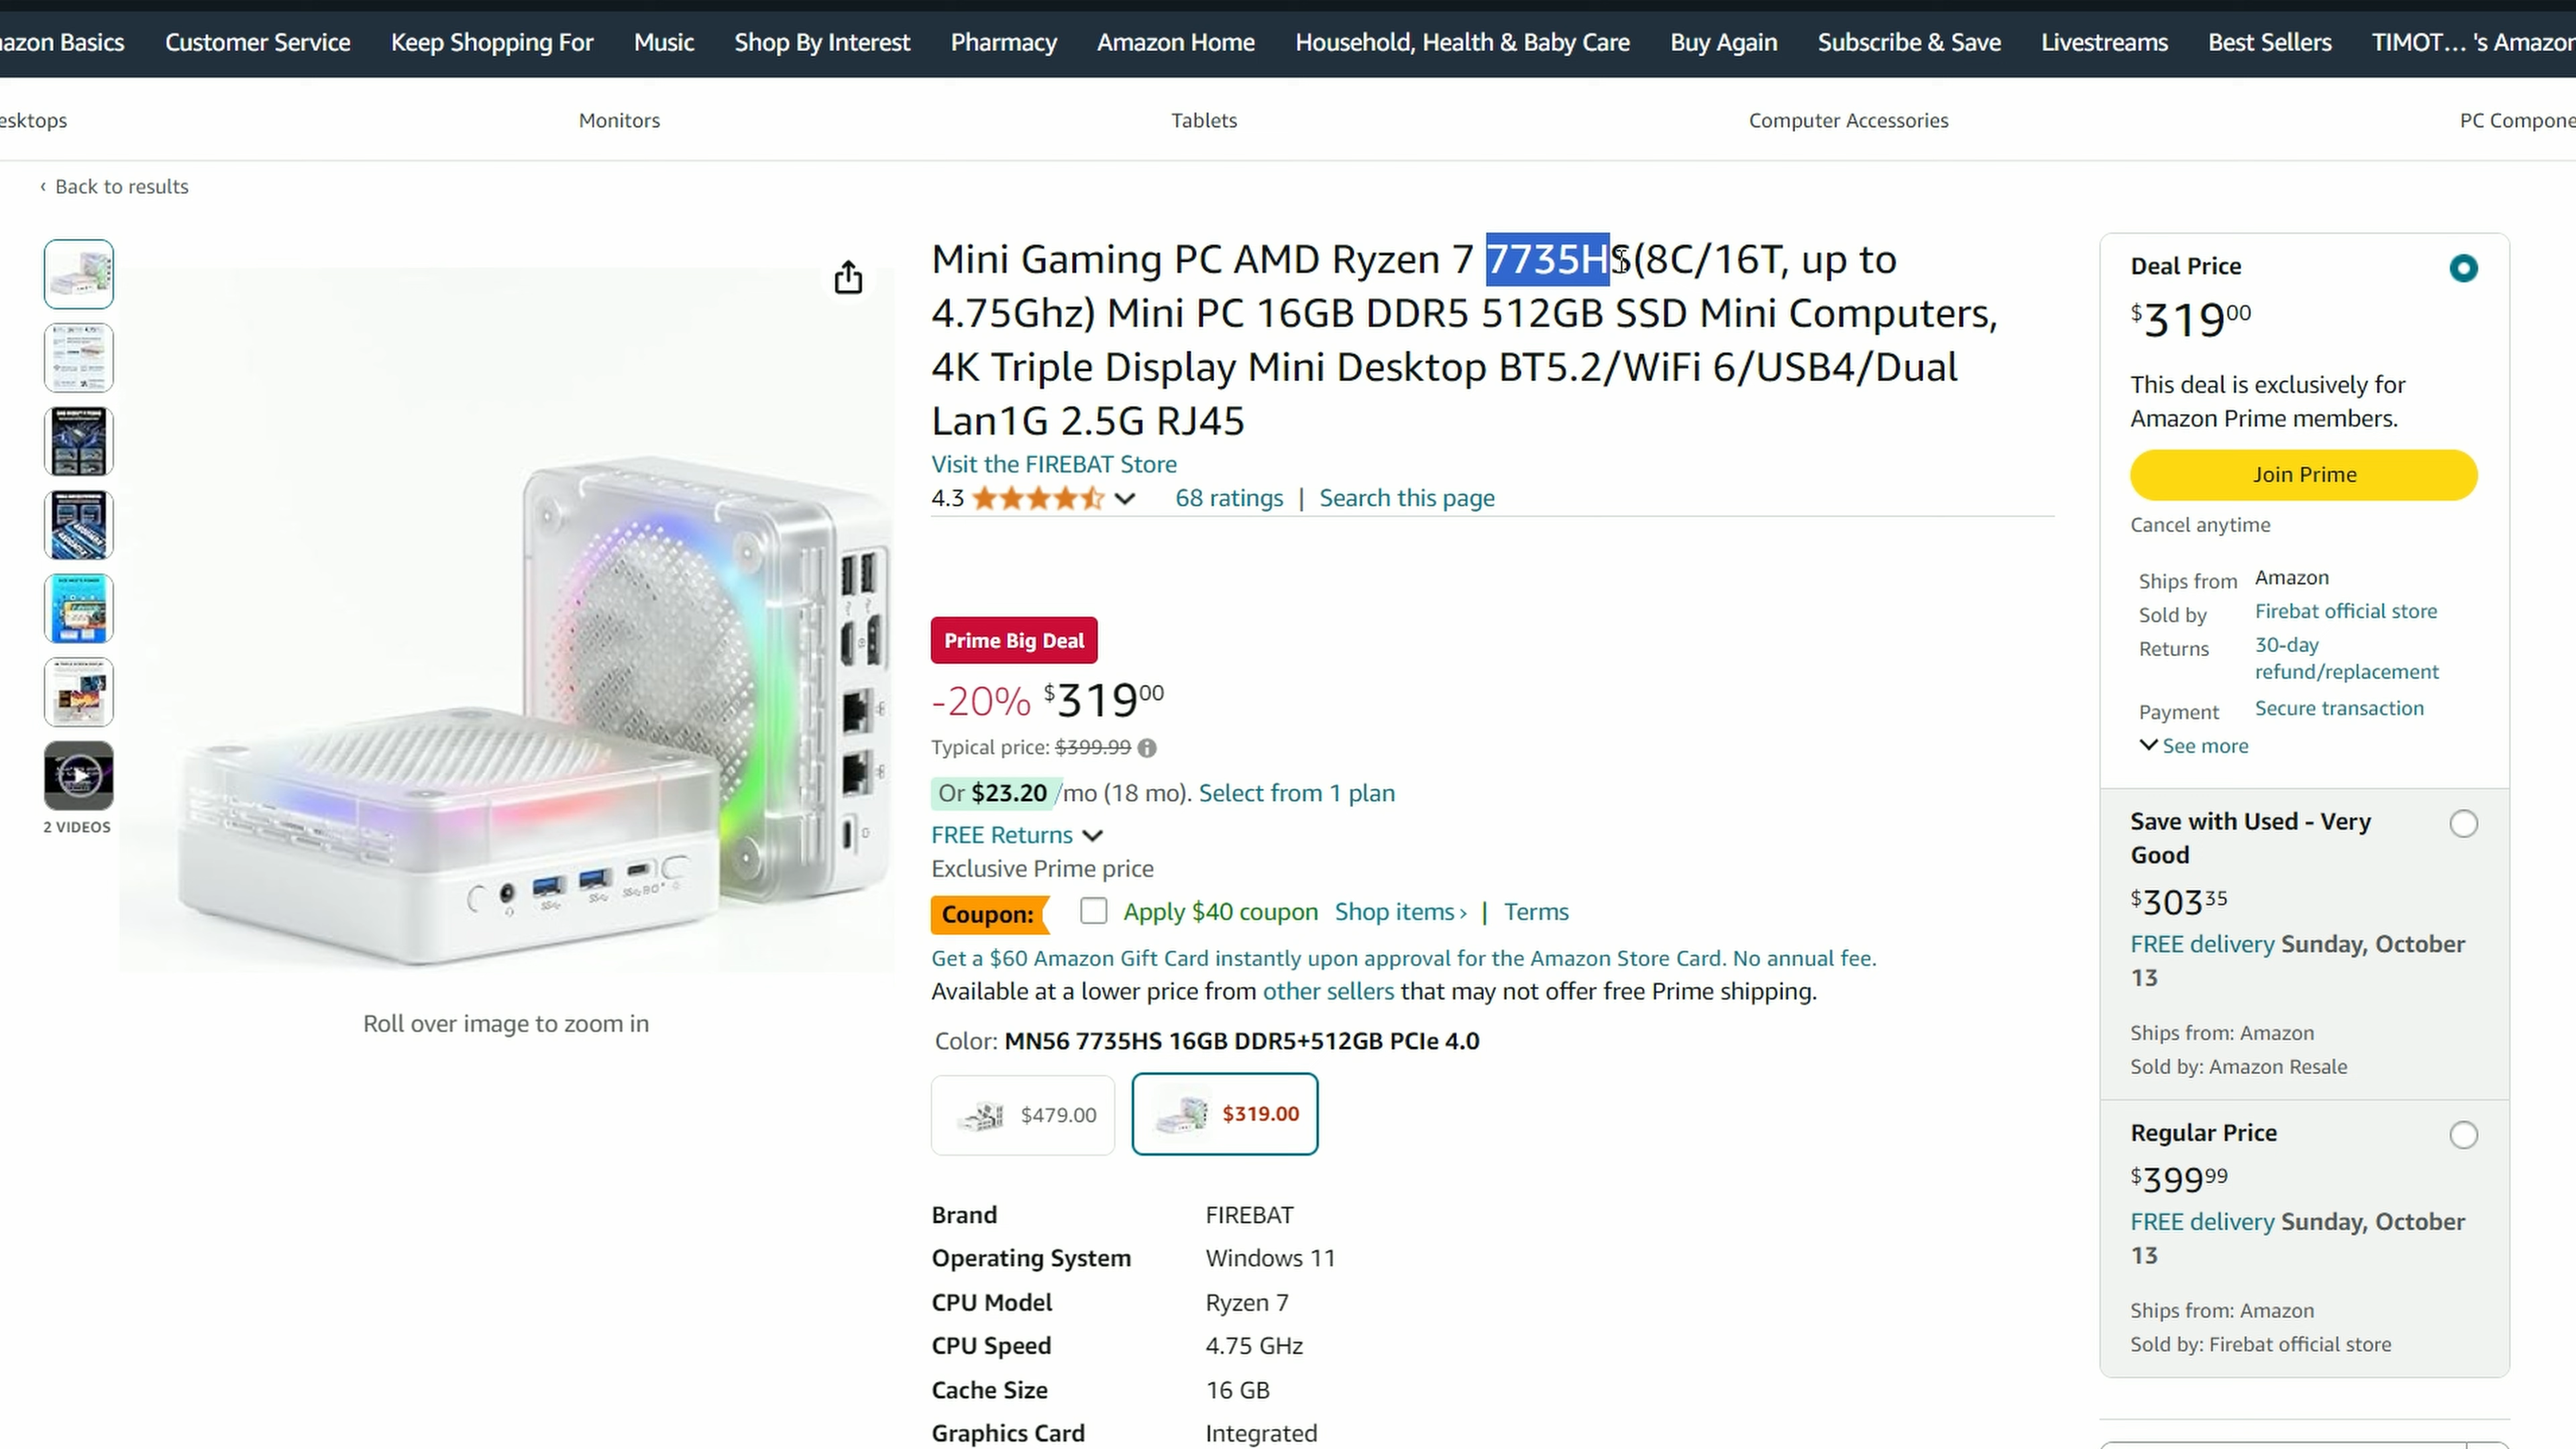 azon Basics Customer Service Keep Shopping For Music Shop By Interest Pharmacy Amazon Home Household, Health & Baby Care Buy Again Subscribe & Save Livestreams Best Sellers TIMOT... 's Amazon
esktops Monitors Tablets Computer Accessories PC Compone
‹ Back to results
Mini Gaming PC AMD Ryzen 7 7735HS(8C/16T, up to
4.75Ghz) Mini PC 16GB DDR5 512GB SSD Mini Computers,
4K Triple Display Mini Desktop BT5.2/WiFi 6/USB4/Dual
Lan1G 2.5G RJ45
Visit the FIREBAT Store
4.3 68 ratings | Search this page
2 VIDEOS
Roll over image to zoom in
Prime Big Deal
-20% $319 00
Typical price: $399.99
Or $23.20 /mo (18 mo). Select from 1 plan
FREE Returns
Exclusive Prime price
Coupon: Apply $40 coupon Shop items › | Terms
Get a $60 Amazon Gift Card instantly upon approval for the Amazon Store Card. No annual fee.
Available at a lower price from other sellers that may not offer free Prime shipping.
Color: MN56 7735HS 16GB DDR5+512GB PCIe 4.0
$479.00 $319.00
Brand FIREBAT
Operating System Windows 11
CPU Model Ryzen 7
CPU Speed 4.75 GHz
Cache Size 16 GB
Graphics Card Integrated
Deal Price
$319 00
This deal is exclusively for
Amazon Prime members.
Join Prime
Cancel anytime
Ships from Amazon
Sold by Firebat official store
Returns 30-day
refund/replacement
Payment Secure transaction
See more
Save with Used - Very
Good
$303 35
FREE delivery Sunday, October
13
Ships from: Amazon
Sold by: Amazon Resale
Regular Price
$399 99
FREE delivery Sunday, October
13
Ships from: Amazon
Sold by: Firebat official store